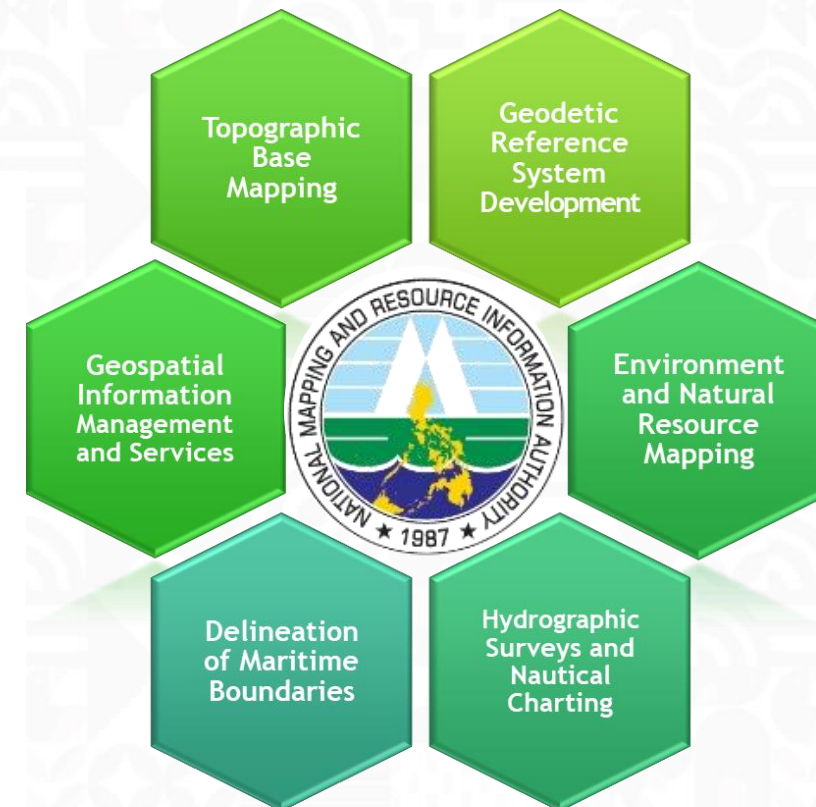 Topographic
Base
Mapping
Geodetic
Reference
System
Development
Geospatial
Information
Management
and Services
NATIONAL MAPPING AND RESOURCE INFORMATION AUTHORITY
★ 1987 ★
Environment
and Natural
Resource
Mapping
Delineation
of Maritime
Boundaries
Hydrographic
Surveys and
Nautical
Charting